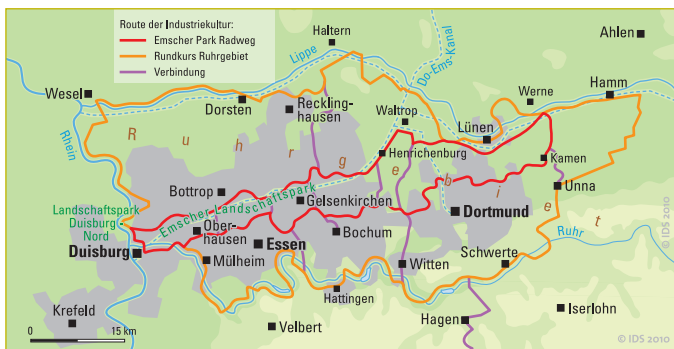 Route der Industriekultur:
Emscher Park Radweg
Rundkurs Ruhrgebiet
Verbindung
Haltern
Ahlen
Lippe
Do-Ems-Kanal
Wesel
Dorsten
Reckling-
hausen
Waltrop
Werne
Hamm
Lünen
Rhein
Ruhrgebiet
Henrichenburg
Kamen
Unna
Bottrop
Emscher Landschaftspark
Gelsenkirchen
Landschaftspark
Duisburg
Nord
Ober-
hausen
Dortmund
Essen
Bochum
Duisburg
Mülheim
Witten
Schwerte
Ruhr
Hattingen
Krefeld
Velbert
Hagen
Iserlohn
0 15 km
© IDS 2010
© IDS 2010